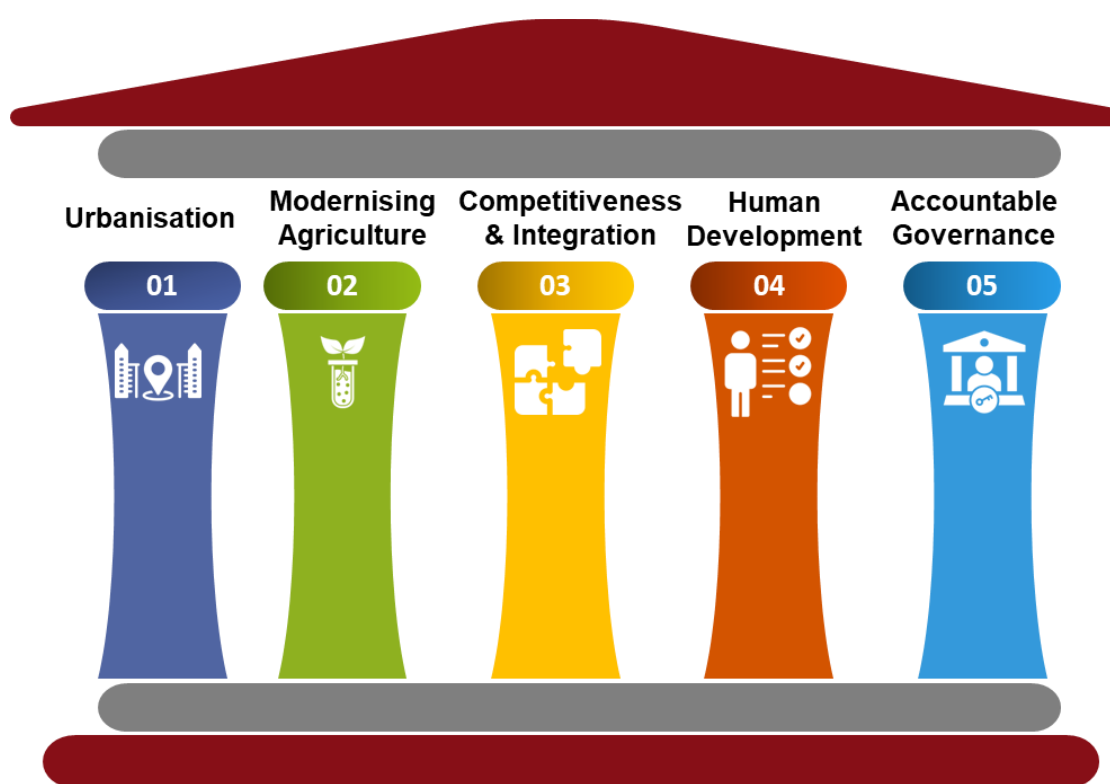 Urbanisation
Modernising
Agriculture
Competitiveness
& Integration
Human
Development
Accountable
Governance
01
02
03
04
05